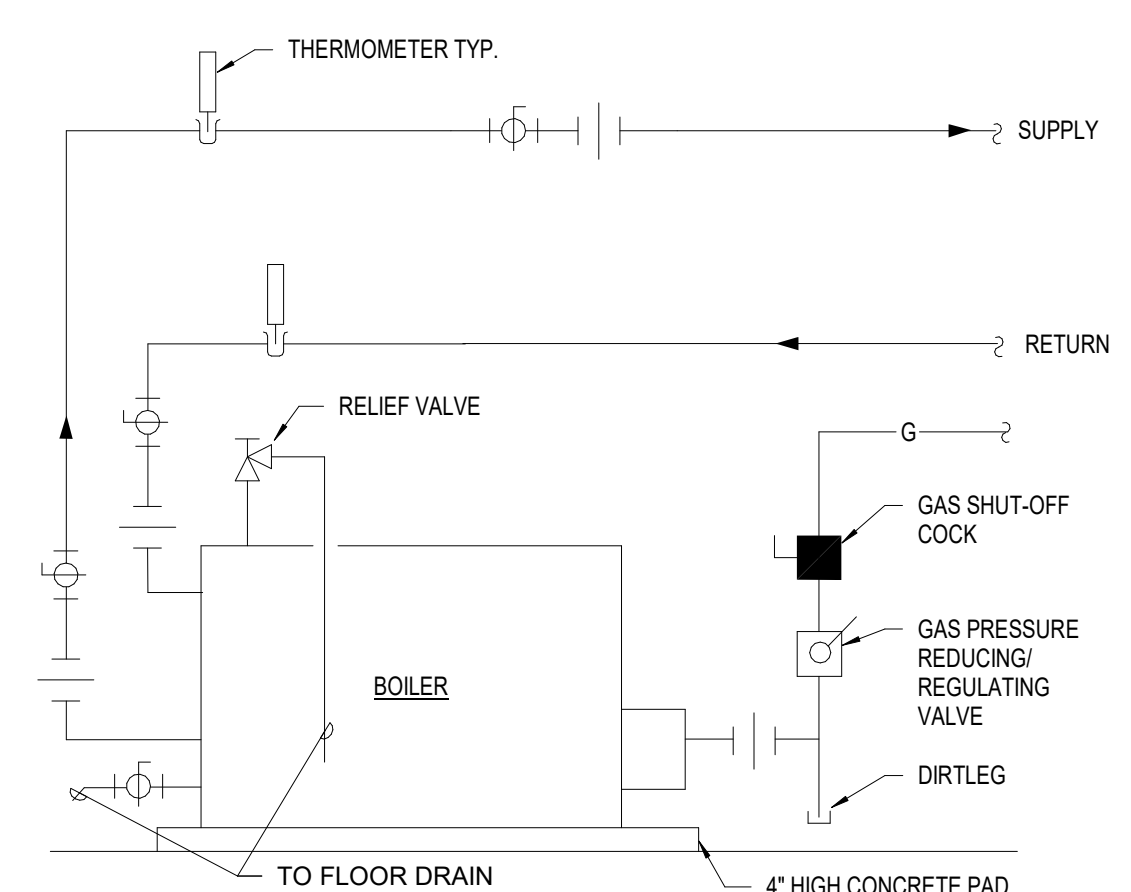 THERMOMETER TYP.
SUPPLY
RETURN
RELIEF VALVE
G
GAS SHUT-OFF
COCK
GAS PRESSURE
REDUCING/
REGULATING
VALVE
BOILER
DIRTLEG
TO FLOOR DRAIN
4" HIGH CONCRETE PAD